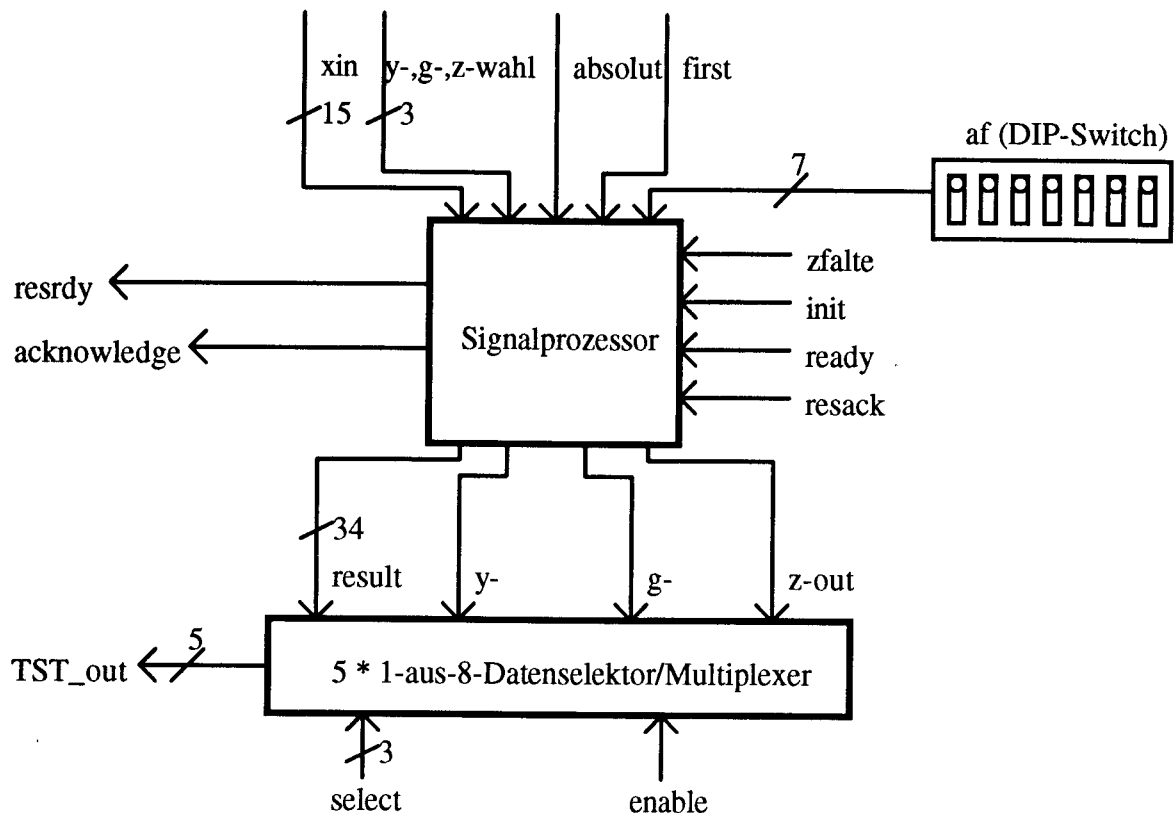 xin y-,g-,z-wahl absolut first
15 3
af (DIP-Switch)
7
zfalte
resrdy
init
Signalprozessor
acknowledge
ready
resack
34
result y- g- z-out
5
TST_out
5 * 1-aus-8-Datenselektor/Multiplexer
3
select enable